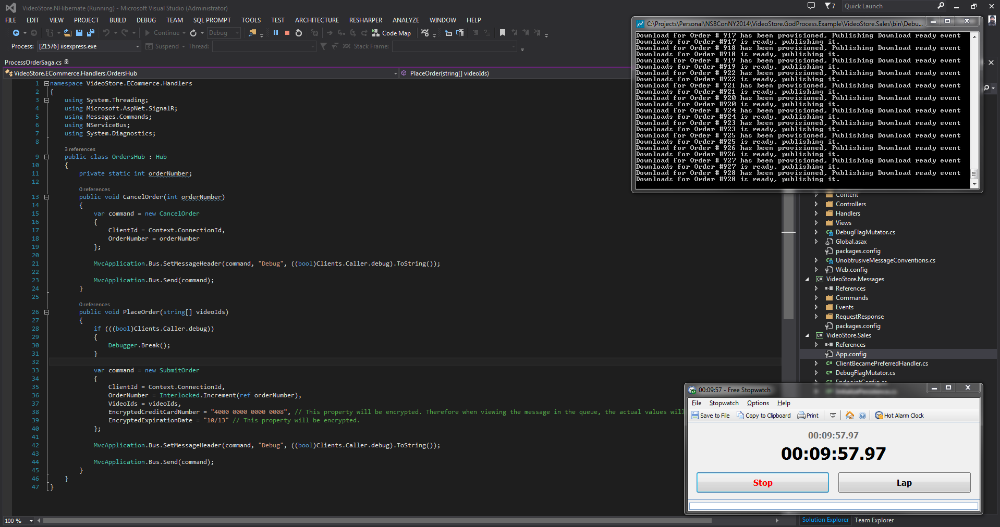 VideoStore.NHibernate (Running) - Microsoft Visual Studio (Administrator)
7
Quick Launch
FILE EDIT VIEW PROJECT BUILD DEBUG TEAM SQL PROMPT TOOLS TEST ARCHITECTURE RESHARPER ANALYZE WINDOW HELP
Continue Debug Code Map
Process: [21576] iisexpress.exe Suspend Thread: Stack Frame:
ProcessOrderSaga.cs
VideoStore.ECommerce.Handlers.OrdersHub PlaceOrder(string[] videoIds)
1 namespace VideoStore.ECommerce.Handlers
2 {
3 using System.Threading;
4 using Microsoft.AspNet.SignalR;
5 using Messages.Commands;
6 using NServiceBus;
7 using System.Diagnostics;
8
3 references
9 public class OrdersHub : Hub
10 {
11 private static int orderNumber;
12
0 references
13 public void CancelOrder(int orderNumber)
14 {
15 var command = new CancelOrder
16 {
17 ClientId = Context.ConnectionId,
18 OrderNumber = orderNumber
19 };
20
21 MvcApplication.Bus.SetMessageHeader(command, "Debug", ((bool)Clients.Caller.debug).ToString());
22
23 MvcApplication.Bus.Send(command);
24 }
25
0 references
26 public void PlaceOrder(string[] videoIds)
27 {
28 if (((bool)Clients.Caller.debug))
29 {
30 Debugger.Break();
31 }
32
33 var command = new SubmitOrder
34 {
35 ClientId = Context.ConnectionId,
36 OrderNumber = Interlocked.Increment(ref orderNumber),
37 VideoIds = videoIds,
38 EncryptedCreditCardNumber = "4000 0000 0000 0008", // This property will be encrypted. Therefore when viewing the message in the queue, the actual values will
39 EncryptedExpirationDate = "10/13" // This property will be encrypted.
40 };
41
42 MvcApplication.Bus.SetMessageHeader(command, "Debug", ((bool)Clients.Caller.debug).ToString());
43
44 MvcApplication.Bus.Send(command);
45 }
46 }
47 }
100 %
C:\Projects\Personal\NSBConNY2014\VideoStore.GodProcess.Example\VideoStore.Sales\bin\Debu...
Download for Order # 917 has been provisioned, Publishing Download ready event
Downloads for Order #917 is ready, publishing it.
Download for Order # 918 has been provisioned, Publishing Download ready event
Downloads for Order #918 is ready, publishing it.
Download for Order # 919 has been provisioned, Publishing Download ready event
Downloads for Order #919 is ready, publishing it.
Download for Order # 922 has been provisioned, Publishing Download ready event
Downloads for Order #922 is ready, publishing it.
Download for Order # 921 has been provisioned, Publishing Download ready event
Downloads for Order #921 is ready, publishing it.
Download for Order # 920 has been provisioned, Publishing Download ready event
Downloads for Order #920 is ready, publishing it.
Download for Order # 924 has been provisioned, Publishing Download ready event
Downloads for Order #924 is ready, publishing it.
Download for Order # 923 has been provisioned, Publishing Download ready event
Downloads for Order #923 is ready, publishing it.
Download for Order # 925 has been provisioned, Publishing Download ready event
Downloads for Order #925 is ready, publishing it.
Download for Order # 926 has been provisioned, Publishing Download ready event
Downloads for Order #926 is ready, publishing it.
Download for Order # 927 has been provisioned, Publishing Download ready event
Downloads for Order #927 is ready, publishing it.
Download for Order # 928 has been provisioned, Publishing Download ready event
Downloads for Order #928 is ready, publishing it.
Content
Controllers
Handlers
Views
DebugFlagMutator.cs
Global.asax
packages.config
UnobtrusiveMessageConventions.cs
Web.config
VideoStore.Messages
References
Commands
Events
RequestResponse
packages.config
VideoStore.Sales
References
App.config
ClientBecamePreferredHandler.cs
DebugFlagMutator.cs
EndpointConfig.cs
00:09:57 - Free Stopwatch
File Stopwatch Options Help
Save to File Copy to Clipboard Print Hot Alarm Clock
00:09:57.97
00:09:57.97
Stop Lap
Solution Explorer Team Explorer